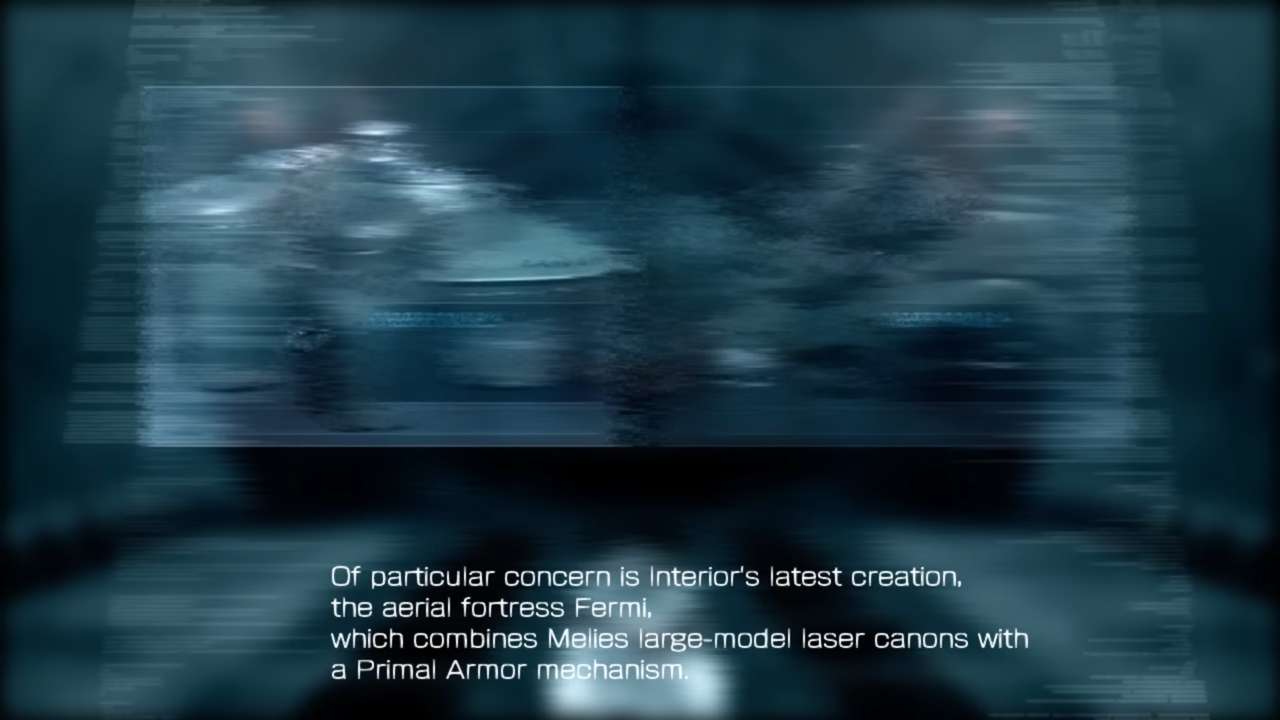 Of particular concern is Interior's latest creation,
the aerial fortress Fermi,
which combines Melies large-model laser canons with
a Primal Armor mechanism.